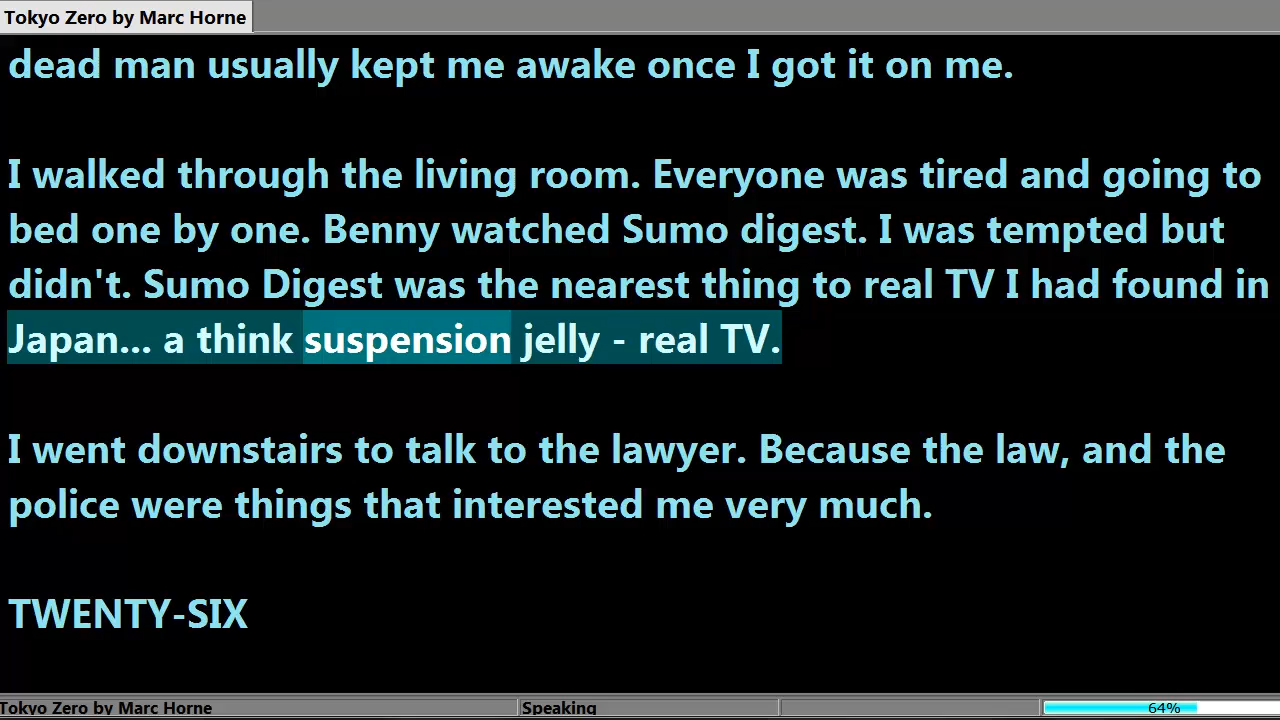 Tokyo Zero by Marc Horne
dead man usually kept me awake once I got it on me.
I walked through the living room. Everyone was tired and going to
bed one by one. Benny watched Sumo digest. I was tempted but
didn't. Sumo Digest was the nearest thing to real TV I had found in
Japan... a think suspension jelly - real TV.
I went downstairs to talk to the lawyer. Because the law, and the
police were things that interested me very much.
TWENTY-SIX
Tokyo Zero by Marc Horne
Speaking
64%